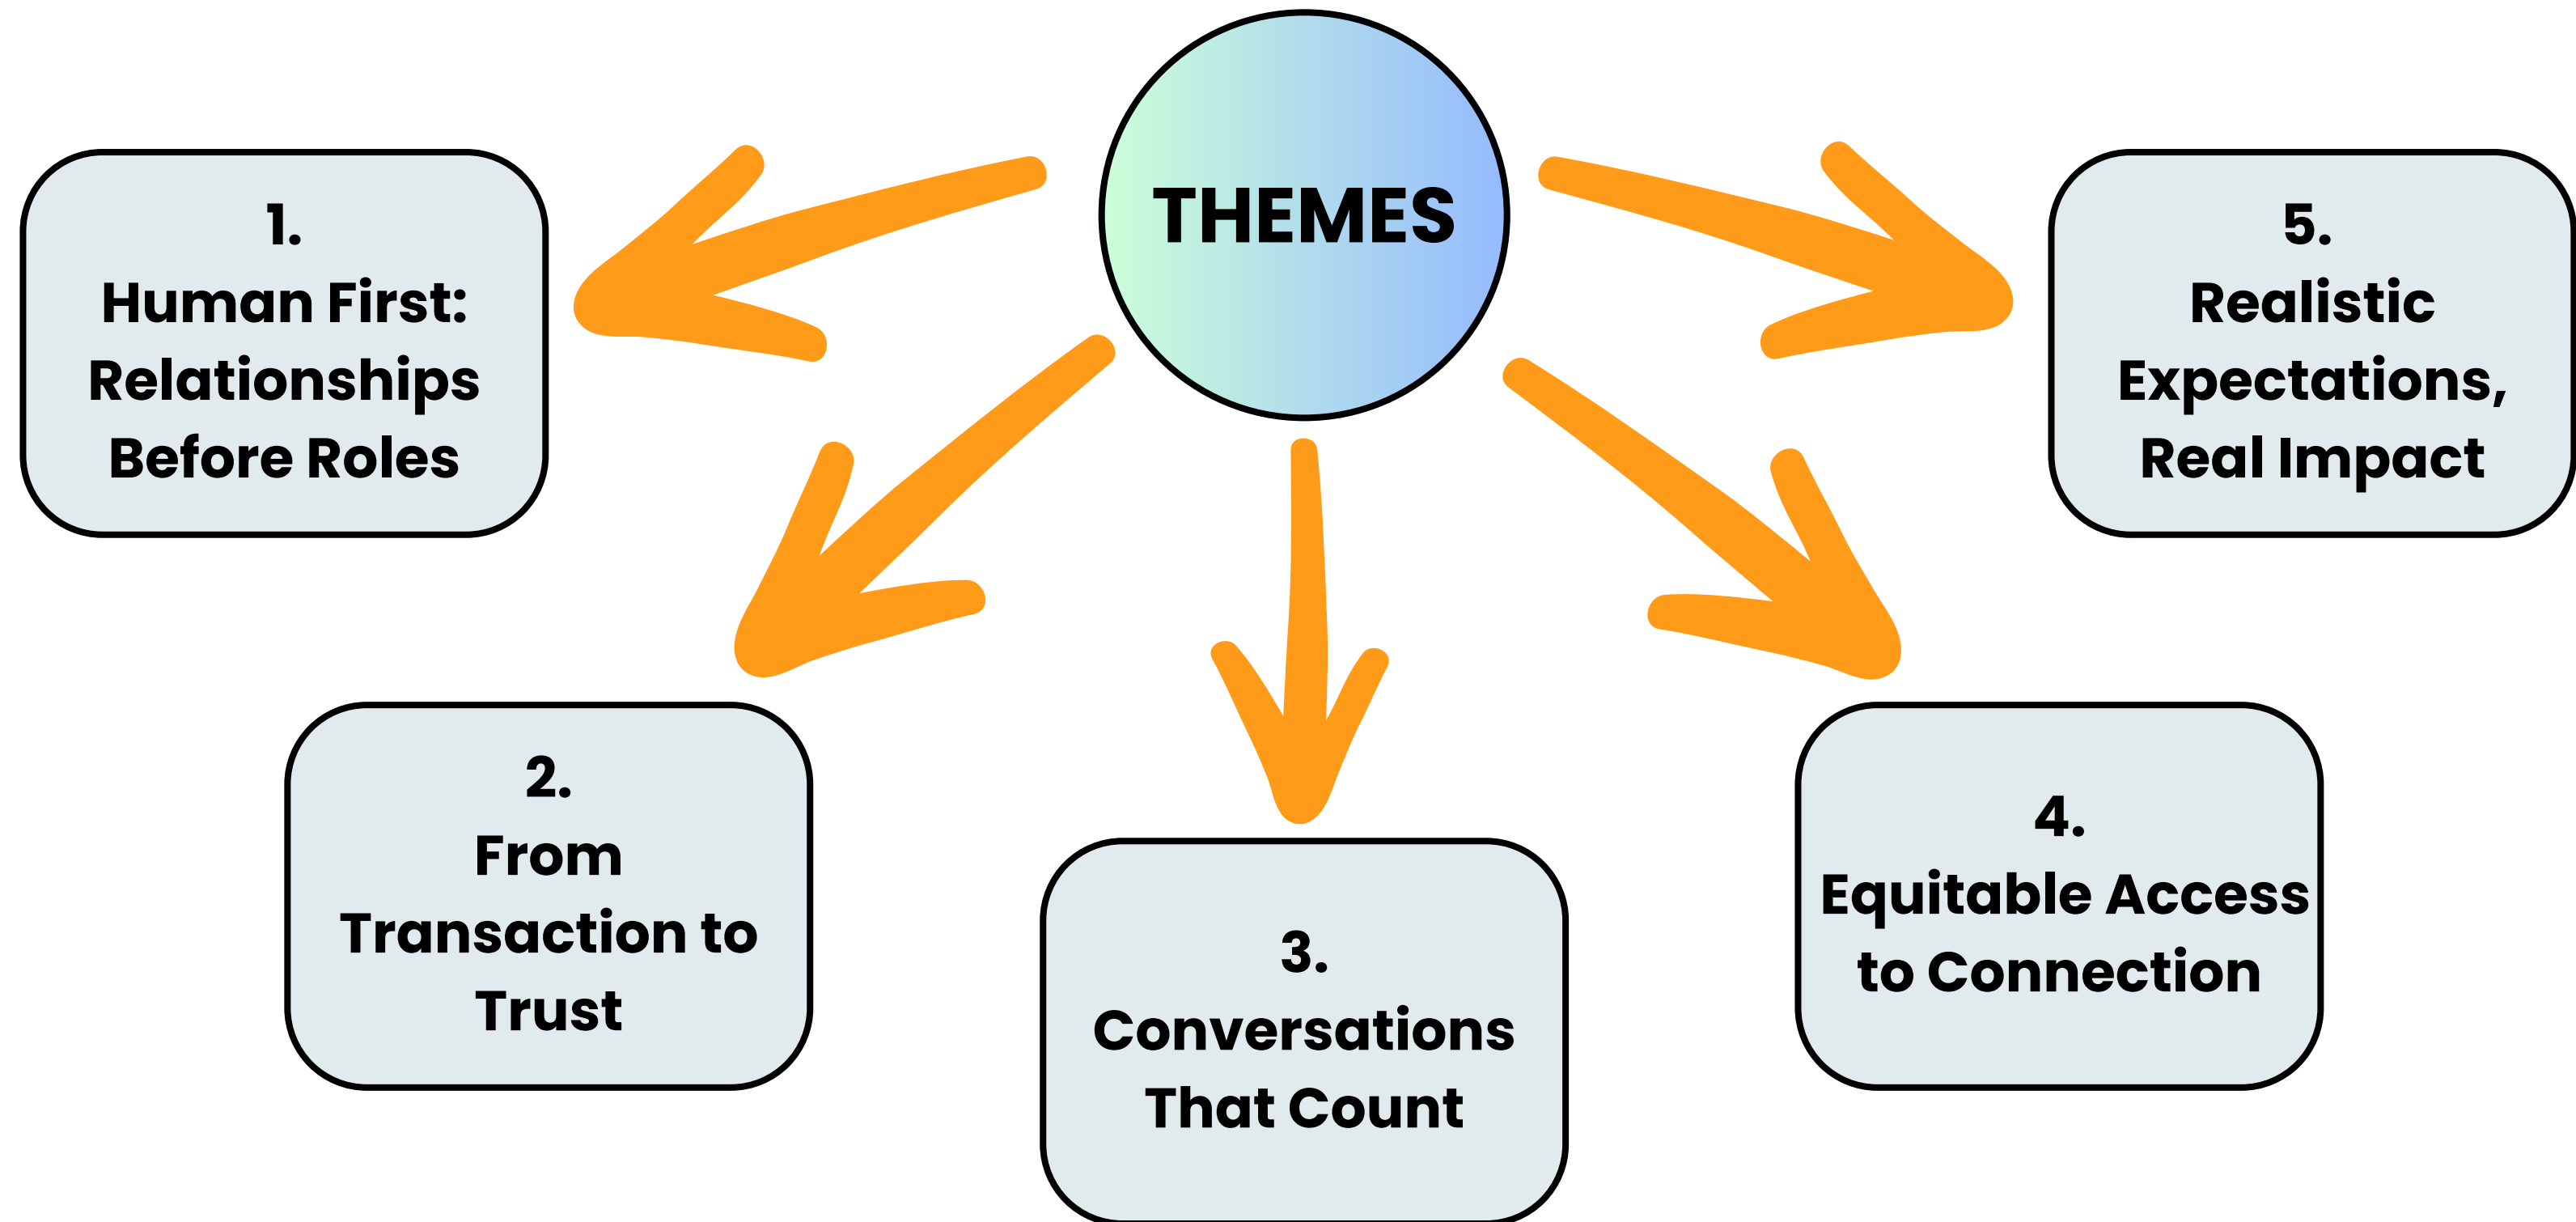 THEMES
1.
Human First:
Relationships
Before Roles
2.
From
Transaction to
Trust
3.
Conversations
That Count
4.
Equitable Access
to Connection
5.
Realistic
Expectations,
Real Impact